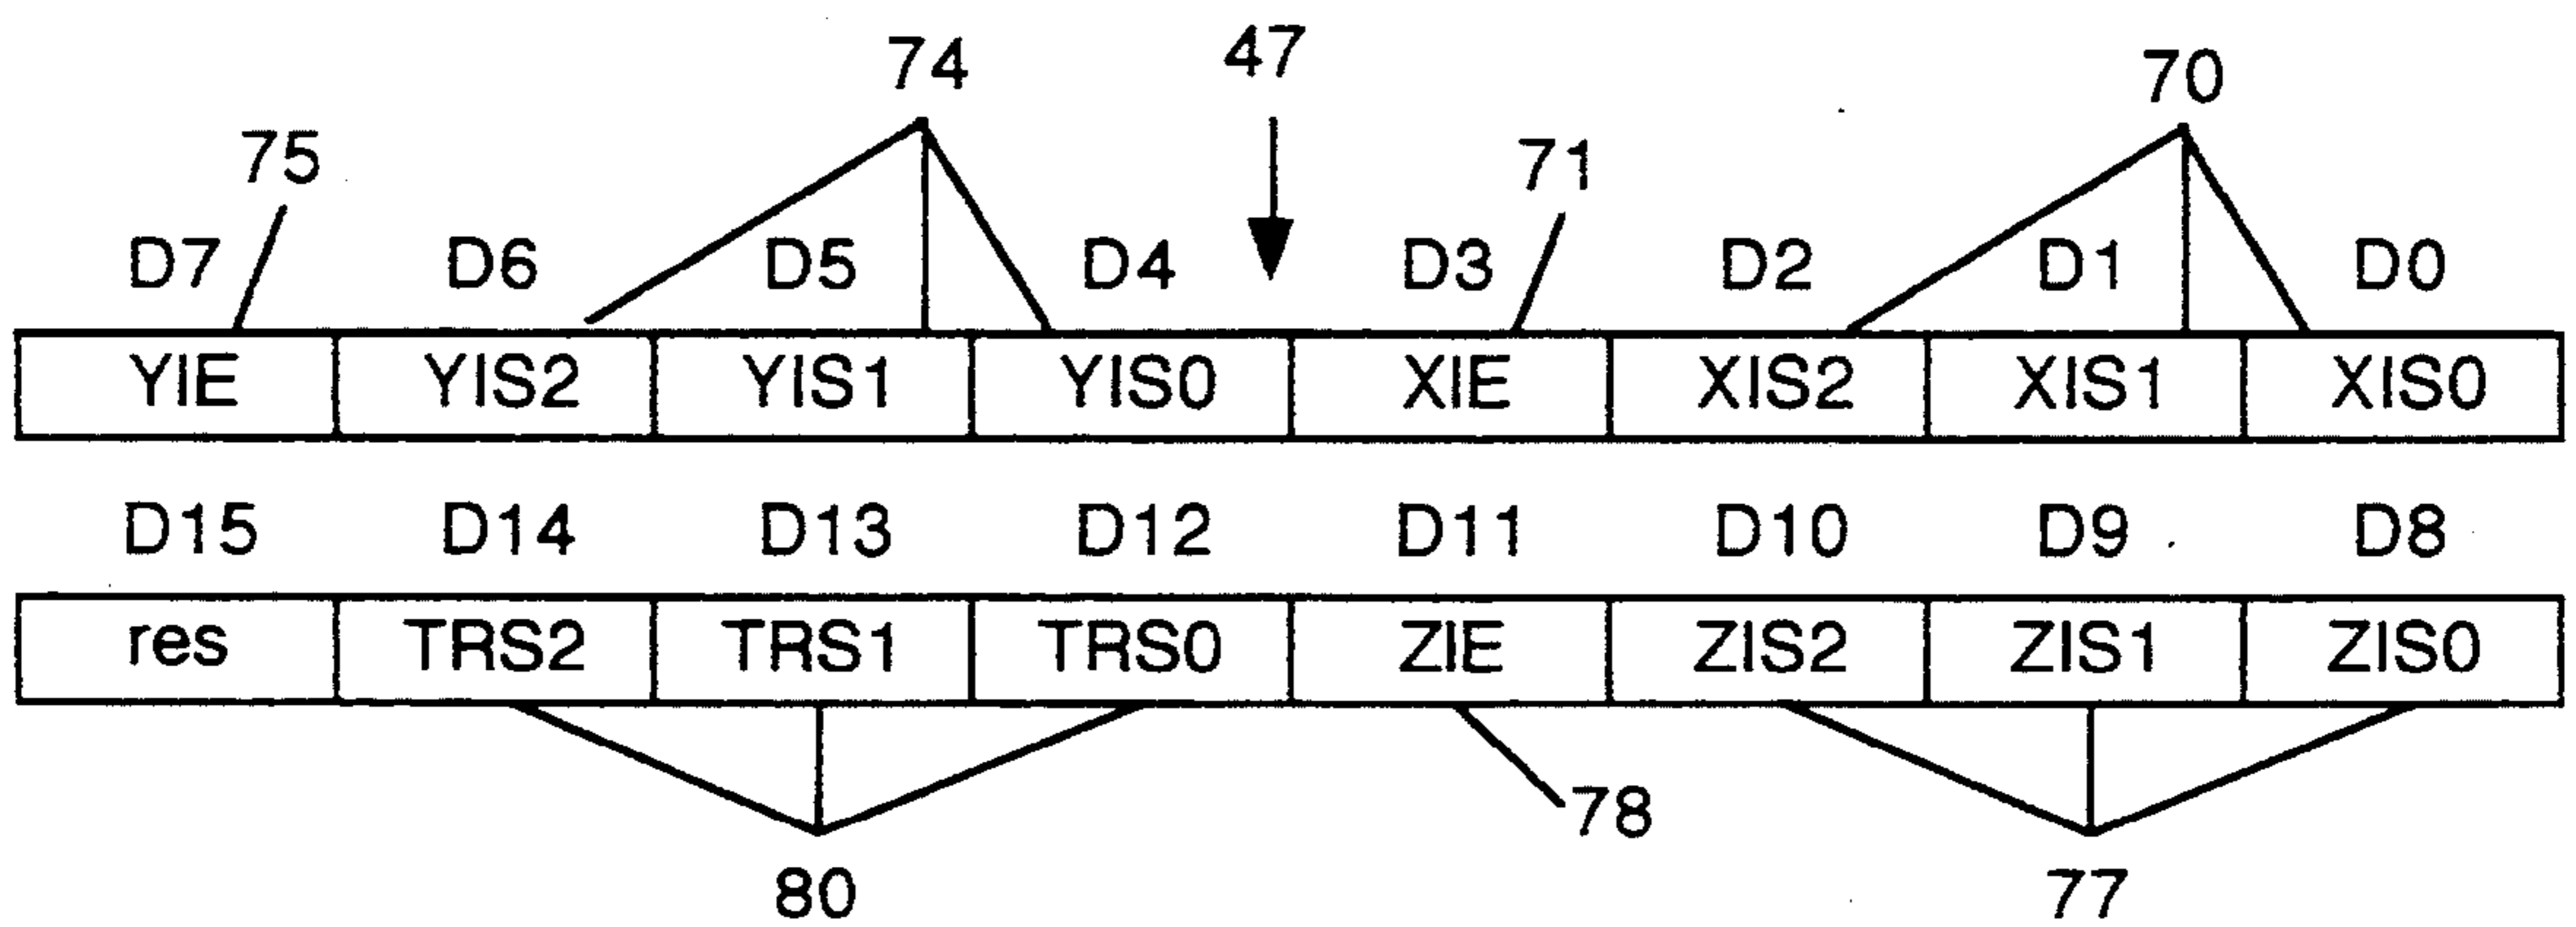 74 47 70
75 71
D7 D6 D5 D4 D3 D2 D1 D0
YIE YIS2 YIS1 YIS0 XIE XIS2 XIS1 XIS0
D15 D14 D13 D12 D11 D10 D9 D8
res TRS2 TRS1 TRS0 ZIE ZIS2 ZIS1 ZIS0
78
80 77